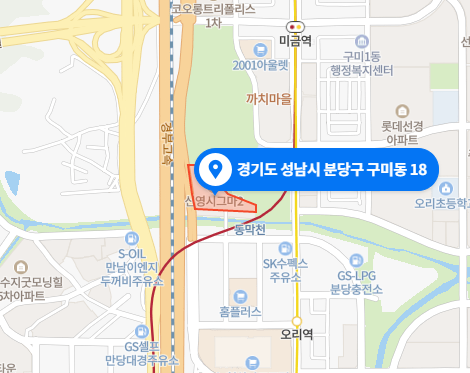 코오롱트리폴리스
1차
미금역
2001아울렛
구미1동
행정복지센터
까치마을
롯데선경
아파트
경부고속
경기도 성남시 분당구 구미동 18
신영시그마2
오리초등학교
동막천
S-OIL
만남이엔지
두꺼비주유소
SK수펙스
주유소
GS-LPG
분당충전소
수지굿모닝힐
5차아파트
홈플러스
오리역
GS셀프
만당대경주유소
타운